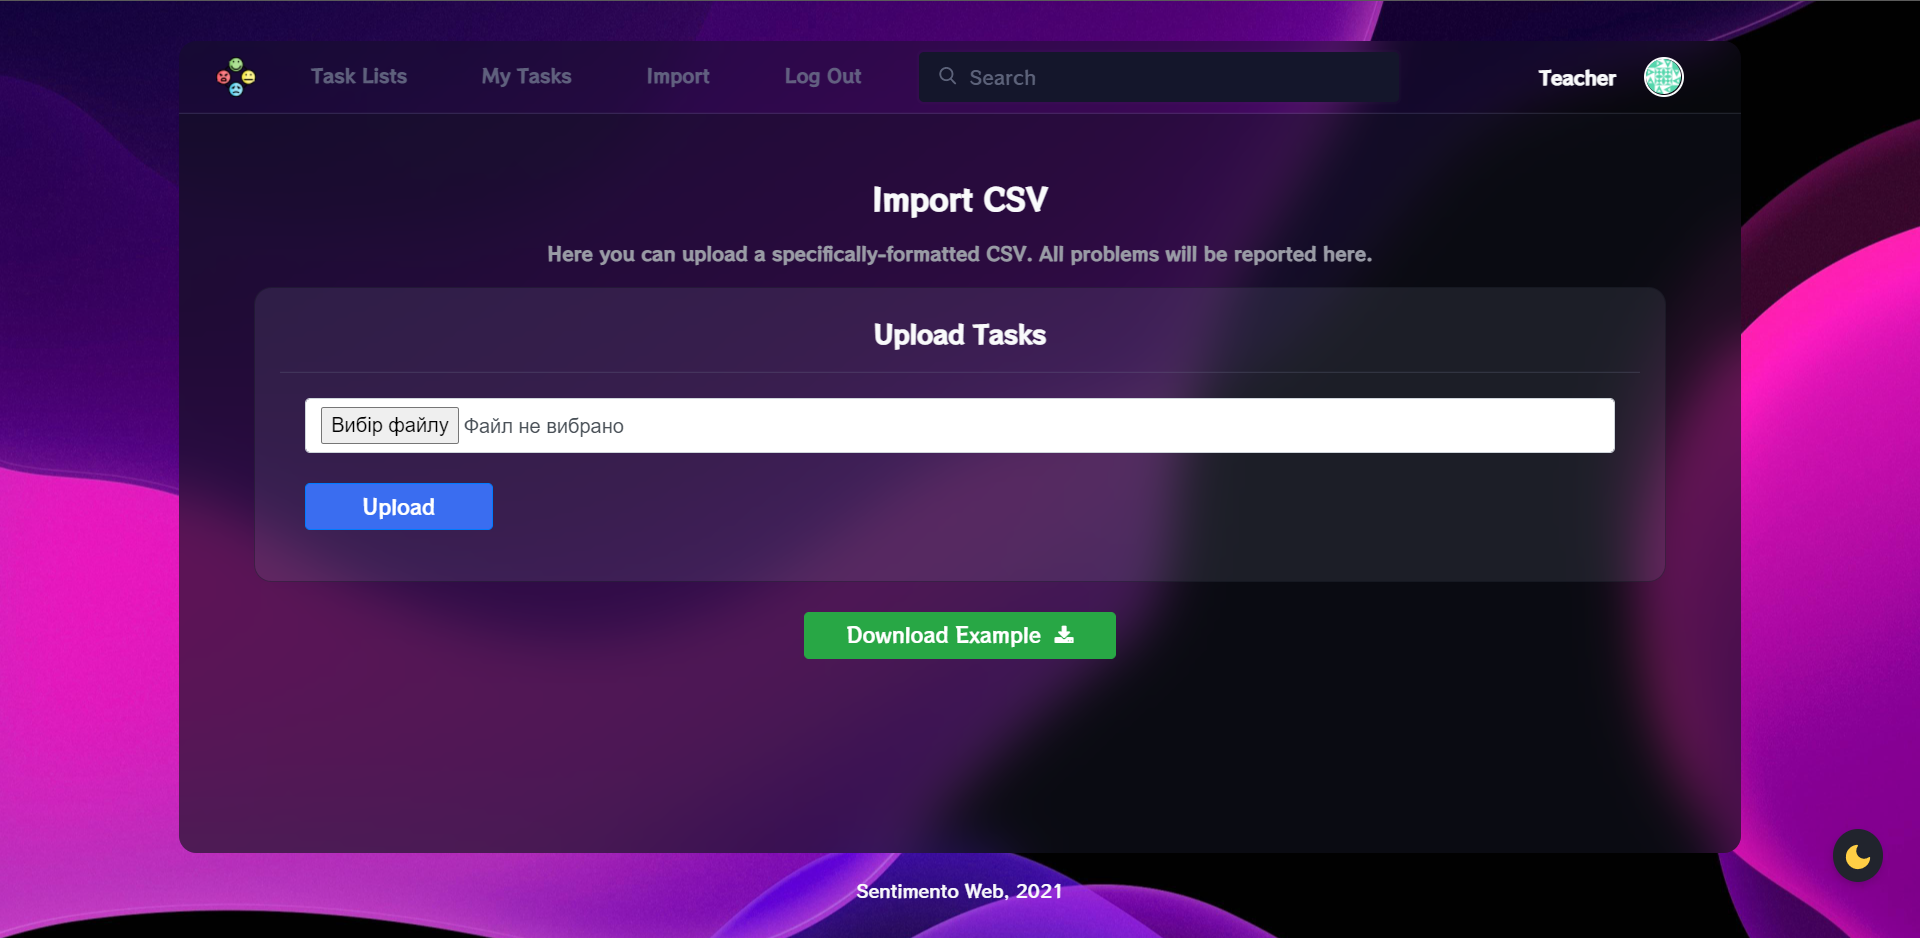 Task Lists My Tasks Import Log Out Search Teacher
Import CSV
Here you can upload a specifically-formatted CSV. All problems will be reported here.
Upload Tasks
Вибір файлу Файл не вибрано
Upload
Download Example
Sentimento Web, 2021